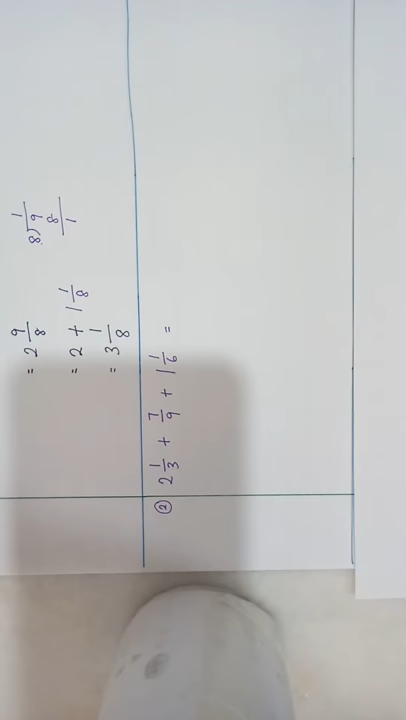 = 2 9/8
8)9 1
8
1
= 2 + 1 1/8
= 3 1/8
② 2 1/3 + 7/9 + 1 1/6 =